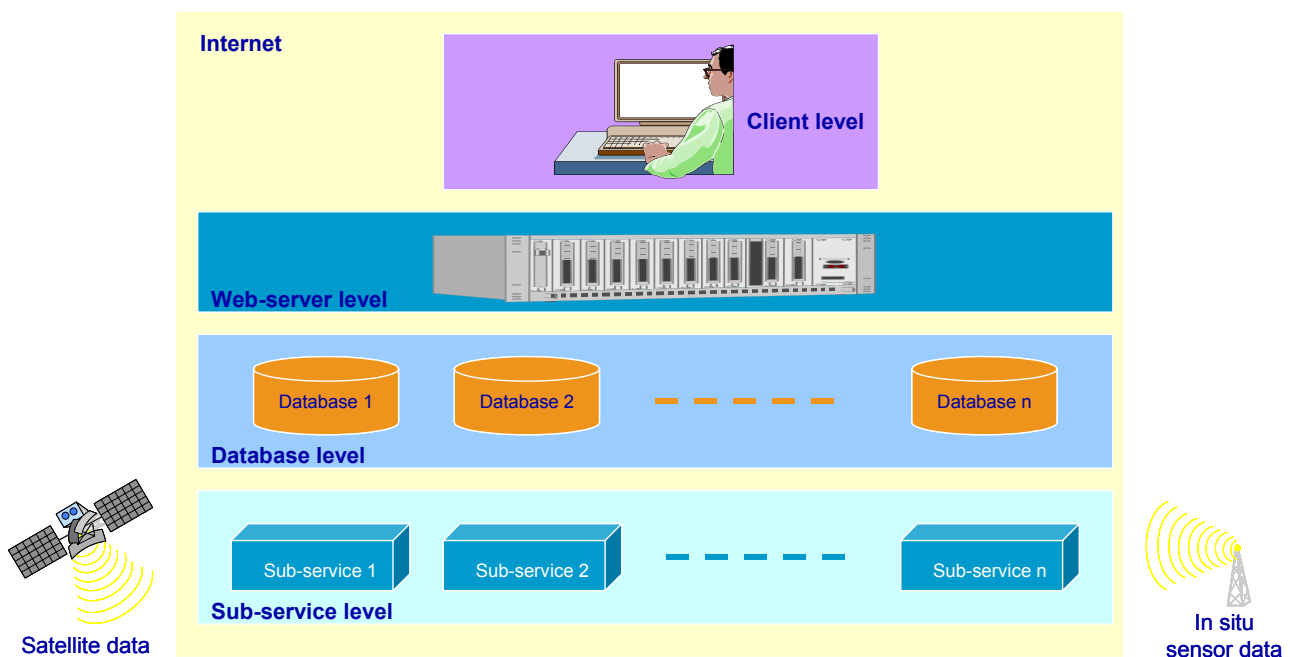 Internet
Client level
Web-server level
Database 1
Database 2
Database n
Database level
Sub-service 1
Sub-service 2
Sub-service n
Sub-service level
Satellite data
In situ
sensor data